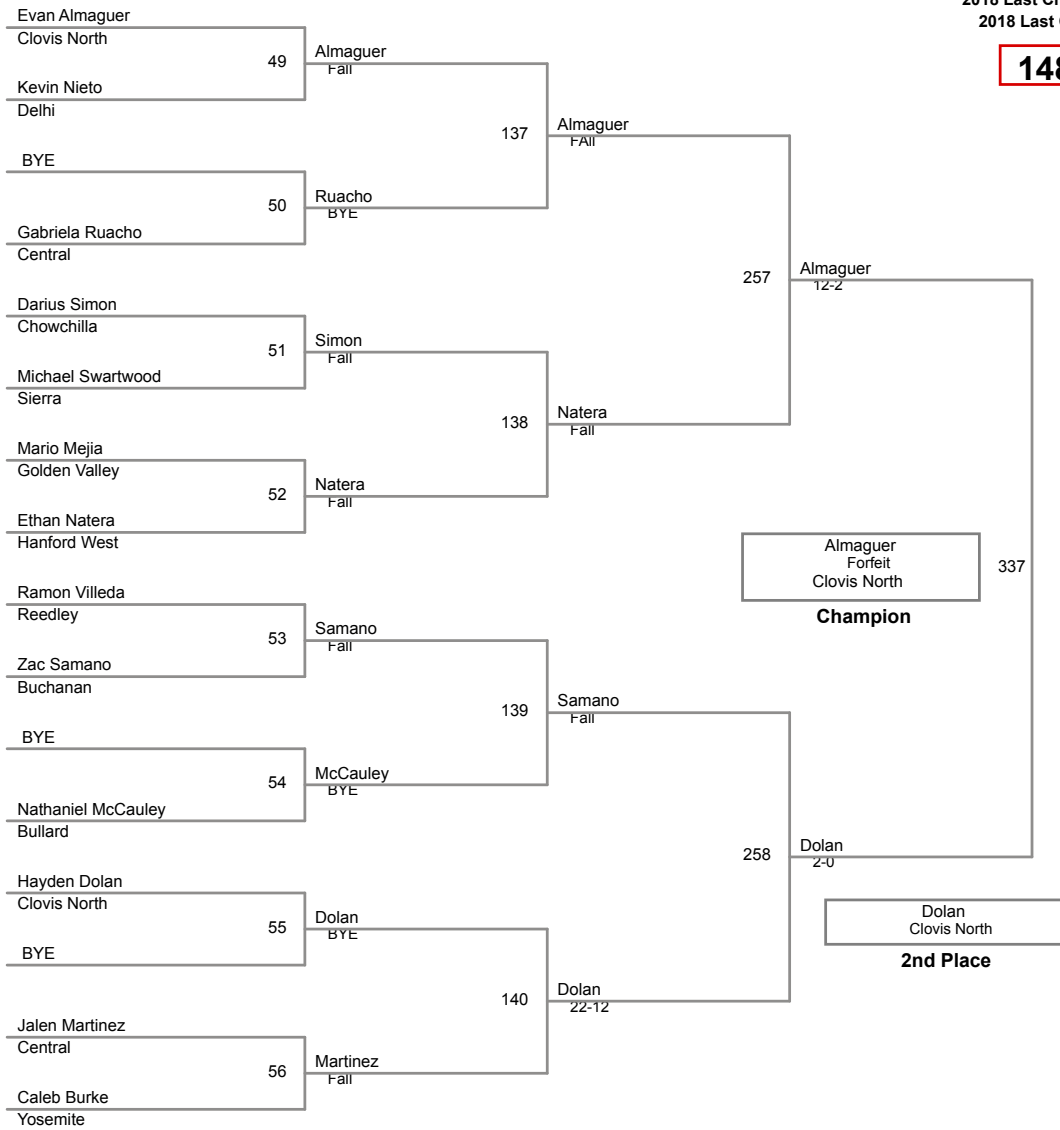 2018 Last
2018 Last
148
Evan Almaguer
Clovis North
49
Almaguer
Fall
Kevin Nieto
Delhi
137
Almaguer
FAll
BYE
50
Ruacho
BYE
Gabriela Ruacho
Central
257
Almaguer
12-2
Darius Simon
Chowchilla
51
Simon
Fall
Michael Swartwood
Sierra
138
Natera
Fall
Mario Mejia
Golden Valley
52
Natera
Fall
Ethan Natera
Hanford West
Almaguer
Forfeit
Clovis North
337
Champion
Ramon Villeda
Reedley
53
Samano
Fall
Zac Samano
Buchanan
139
Samano
Fall
BYE
54
McCauley
BYE
Nathaniel McCauley
Bullard
258
Dolan
2-0
Hayden Dolan
Clovis North
55
Dolan
BYE
BYE
Dolan
Clovis North
2nd Place
140
Dolan
22-12
Jalen Martinez
Central
56
Martinez
Fall
Caleb Burke
Yosemite